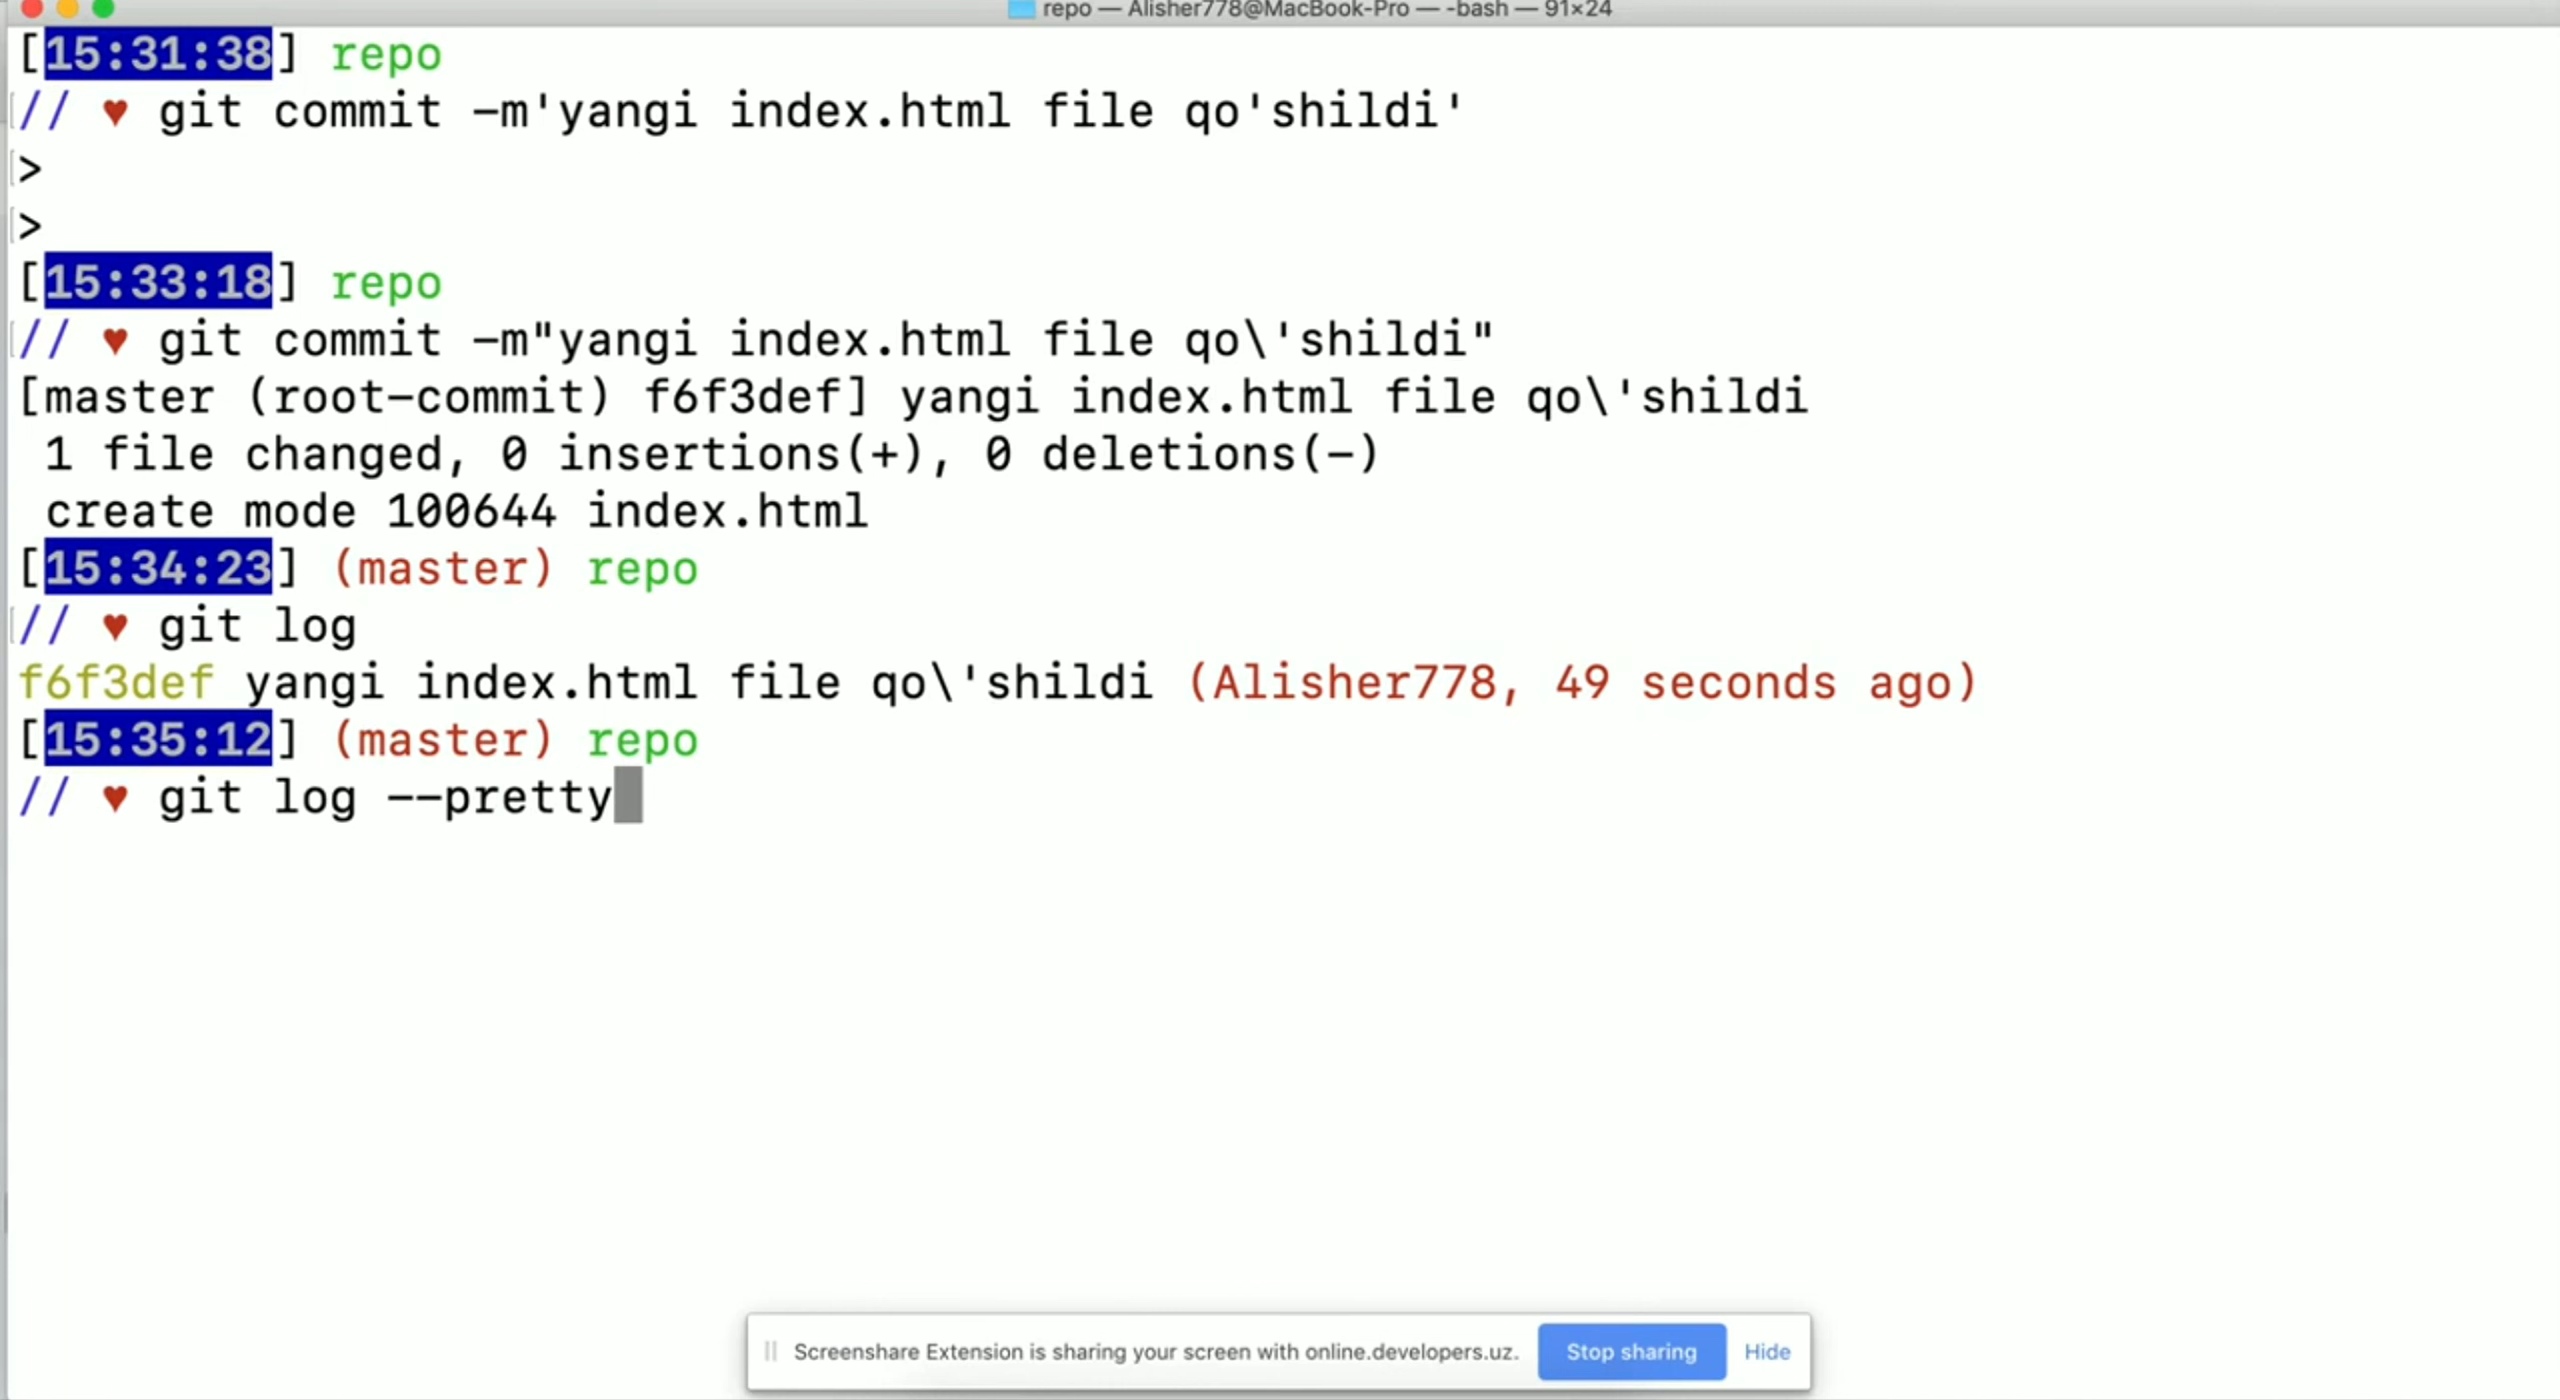 repo — Alisher778@MacBook-Pro — -bash — 91×24
[15:31:38] repo
// ♥ git commit -m'yangi index.html file qo'shildi'
>
>
[15:33:18] repo
// ♥ git commit -m"yangi index.html file qo\'shildi"
[master (root-commit) f6f3def] yangi index.html file qo\'shildi
1 file changed, 0 insertions(+), 0 deletions(-)
create mode 100644 index.html
[15:34:23] (master) repo
// ♥ git log
f6f3def yangi index.html file qo\'shildi (Alisher778, 49 seconds ago)
[15:35:12] (master) repo
// ♥ git log --pretty
Screenshare Extension is sharing your screen with online.developers.uz. Stop sharing Hide